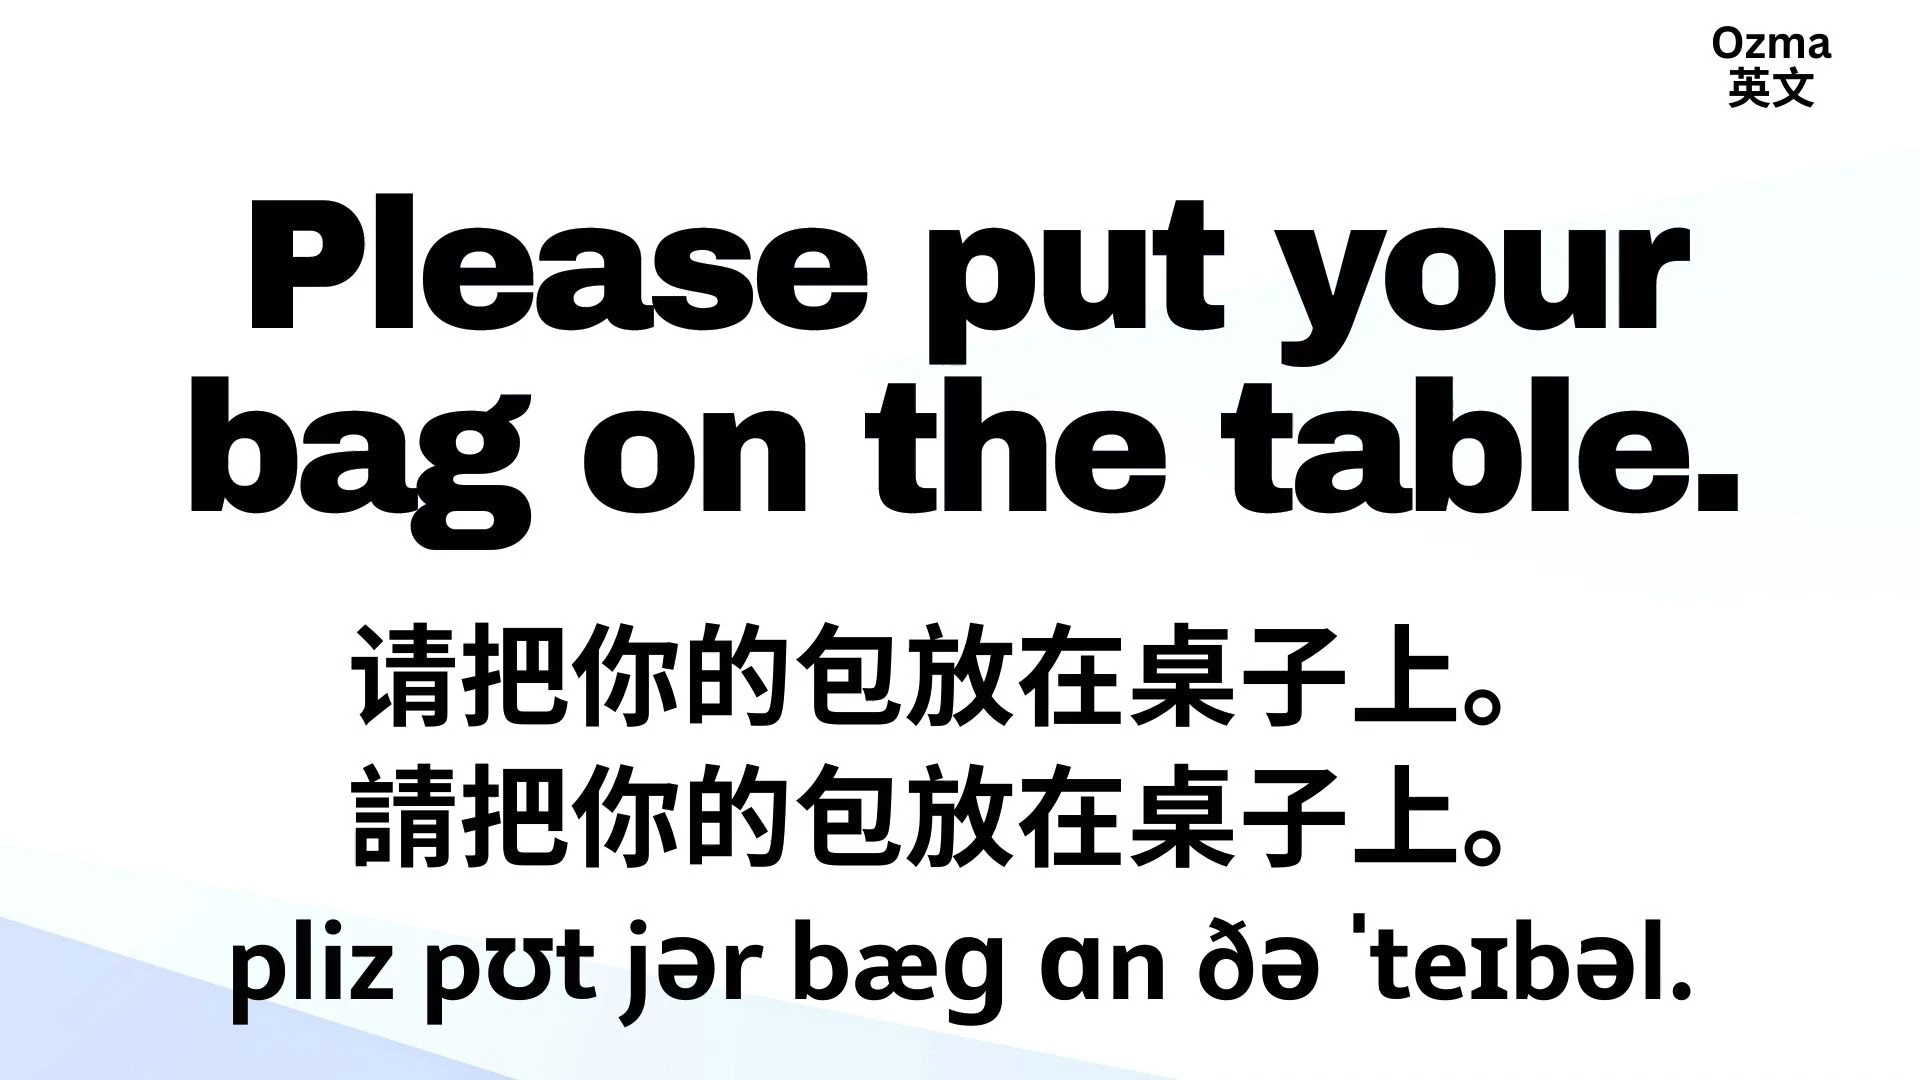 Ozma
英文
Please put your
bag on the table.
请把你的包放在桌子上。
請把你的包放在桌子上。
pliz pʊt jər bæɡ ɑn ðə ˈteɪbəl.